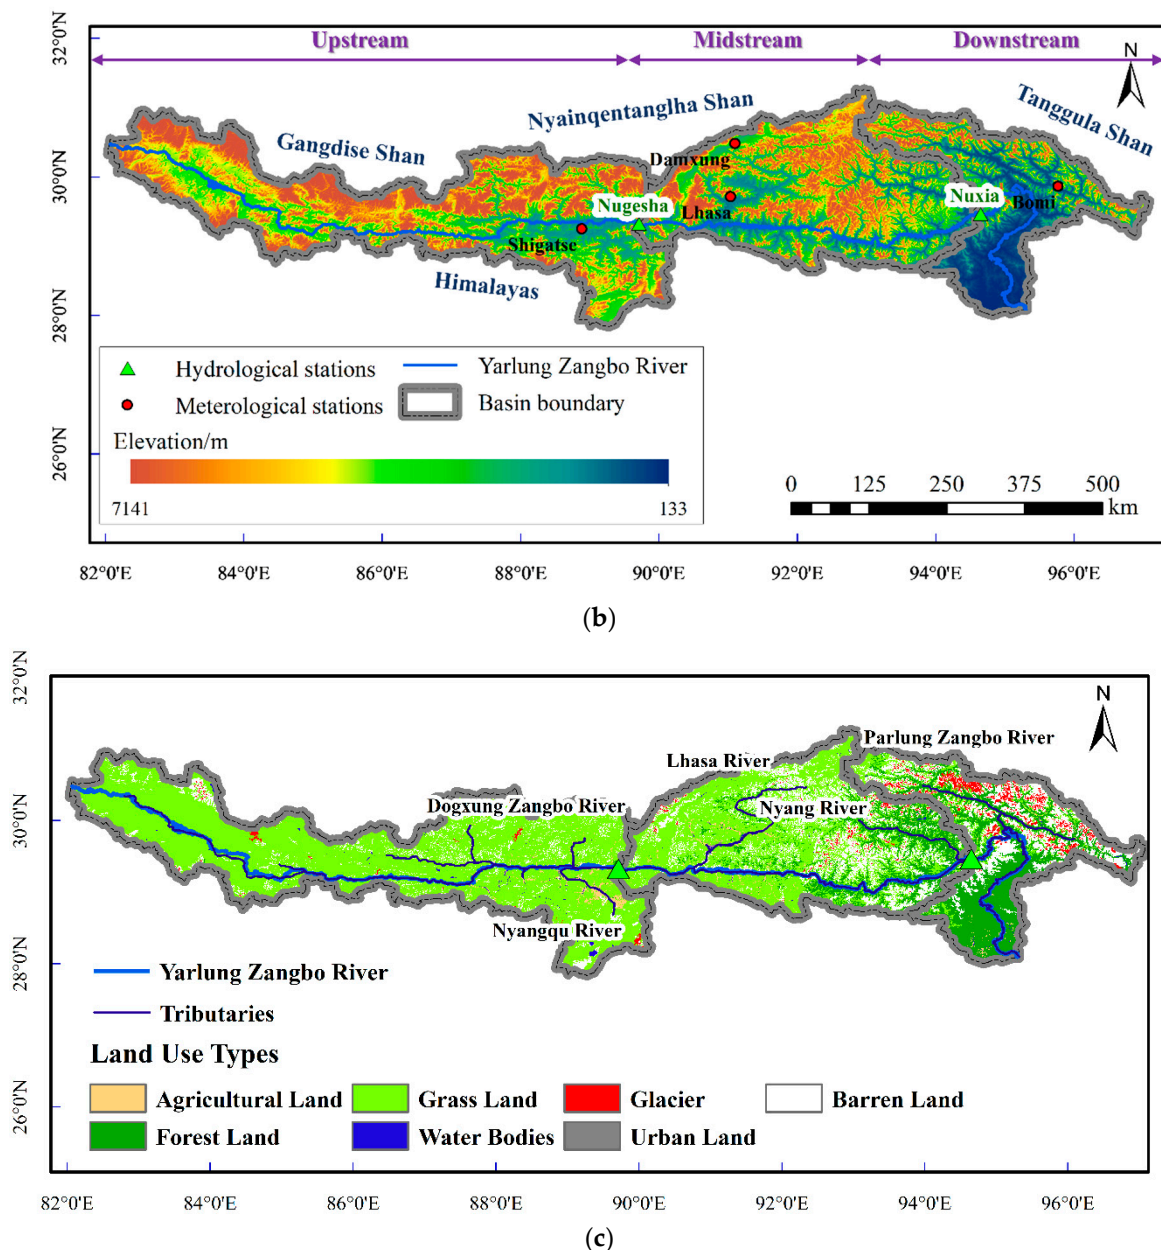 Upstream Midstream Downstream
N
32°0'N
30°0'N
28°0'N
26°0'N
Gangdise Shan
Nyainqentanglha Shan
Tanggula Shan
Damxung
Lhasa
Nugesha
Nuxia
Bomi
Shigatse
Himalayas
Hydrological stations
Yarlung Zangbo River
Meterological stations
Basin boundary
Elevation/m
7141 133
0 125 250 375 500
km
82°0'E 84°0'E 86°0'E 88°0'E 90°0'E 92°0'E 94°0'E 96°0'E
(b)
32°0'N
30°0'N
28°0'N
26°0'N
N
Parlung Zangbo River
Lhasa River
Dogxung Zangbo River
Nyang River
Nyangqu River
Yarlung Zangbo River
Tributaries
Land Use Types
Agricultural Land Grass Land Glacier Barren Land
Forest Land Water Bodies Urban Land
82°0'E 84°0'E 86°0'E 88°0'E 90°0'E 92°0'E 94°0'E 96°0'E
(c)